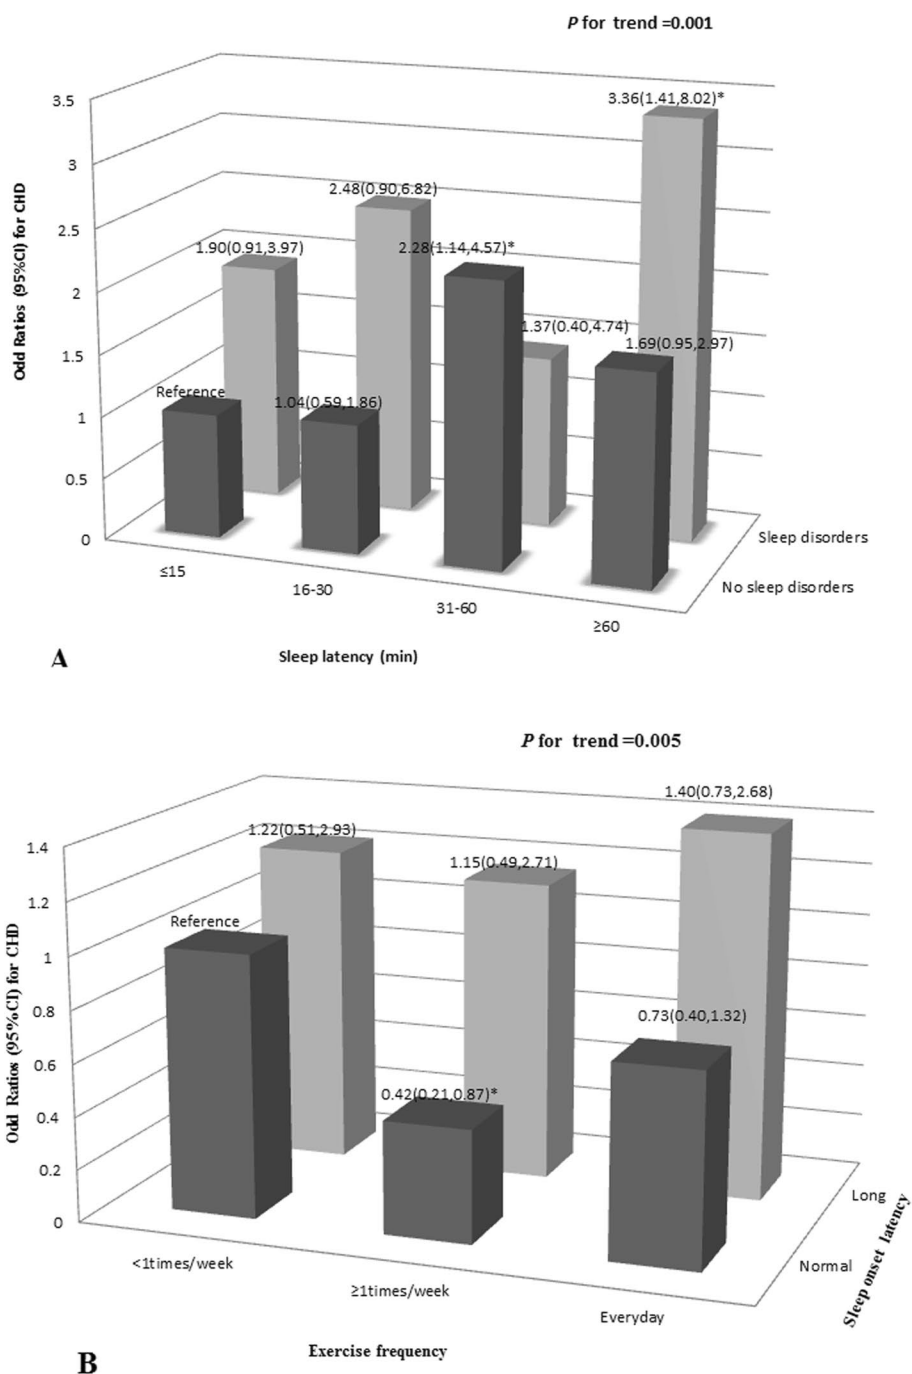 P for trend =0.001
3.5
3
2.5
2
1.5
1
0.5
0
Odd Ratios (95%CI) for CHD
3.36(1.41,8.02)*
2.48(0.90,6.82)
1.90(0.91,3.97)
2.28(1.14,4.57)*
1.37(0.40,4.74)
1.69(0.95,2.97)
Reference
1.04(0.59,1.86)
Sleep disorders
No sleep disorders
≤15
16-30
31-60
≥60
Sleep latency (min)
A
P for trend =0.005
1.4
1.2
1
0.8
0.6
0.4
0.2
0
Odd Ratios (95%CI) for CHD
1.40(0.73,2.68)
1.22(0.51,2.93)
1.15(0.49,2.71)
Reference
0.73(0.40,1.32)
0.42(0.21,0.87)*
Long
Normal
Sleep onset latency
<1times/week
≥1times/week
Everyday
Exercise frequency
B